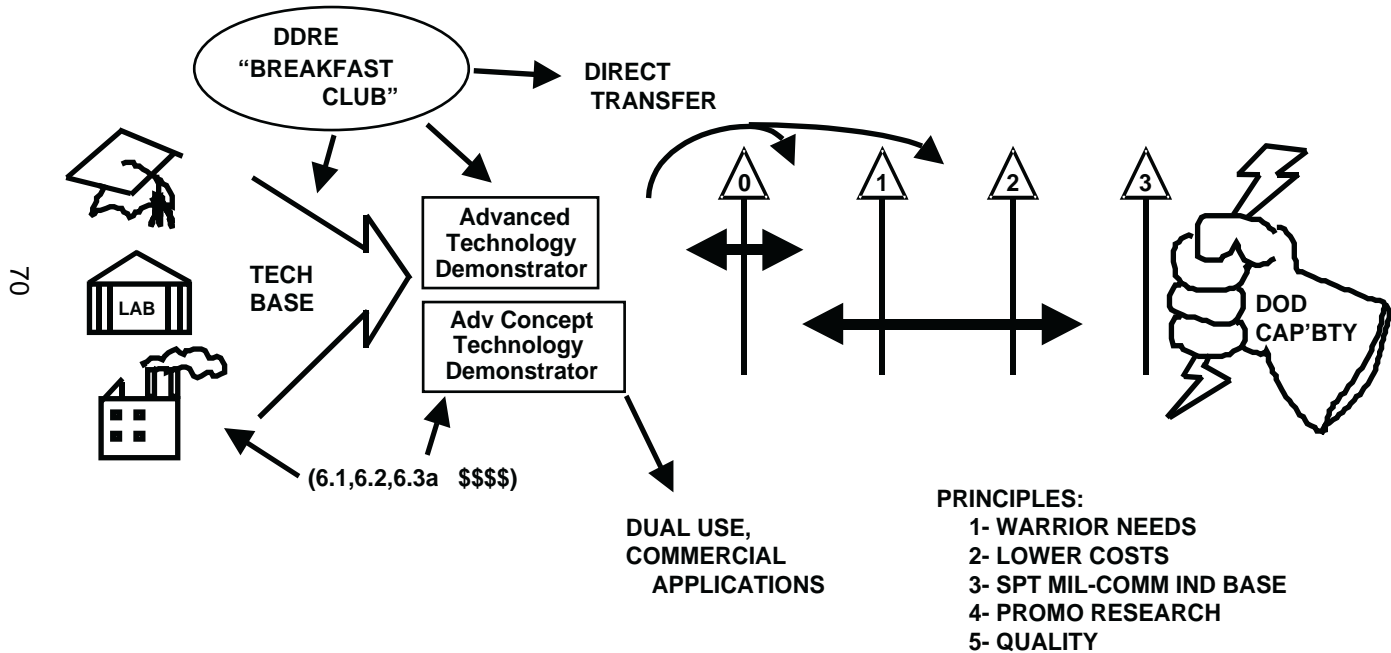 DDRE
“BREAKFAST
CLUB”
DIRECT
TRANSFER
0
1
2
3
Advanced
Technology
Demonstrator
TECH
BASE
LAB
Adv Concept
Technology
Demonstrator
DOD
CAP’BTY
(6.1,6.2,6.3a $$$$)
DUAL USE,
COMMERCIAL
APPLICATIONS
PRINCIPLES:
1- WARRIOR NEEDS
2- LOWER COSTS
3- SPT MIL-COMM IND BASE
4- PROMO RESEARCH
5- QUALITY
70